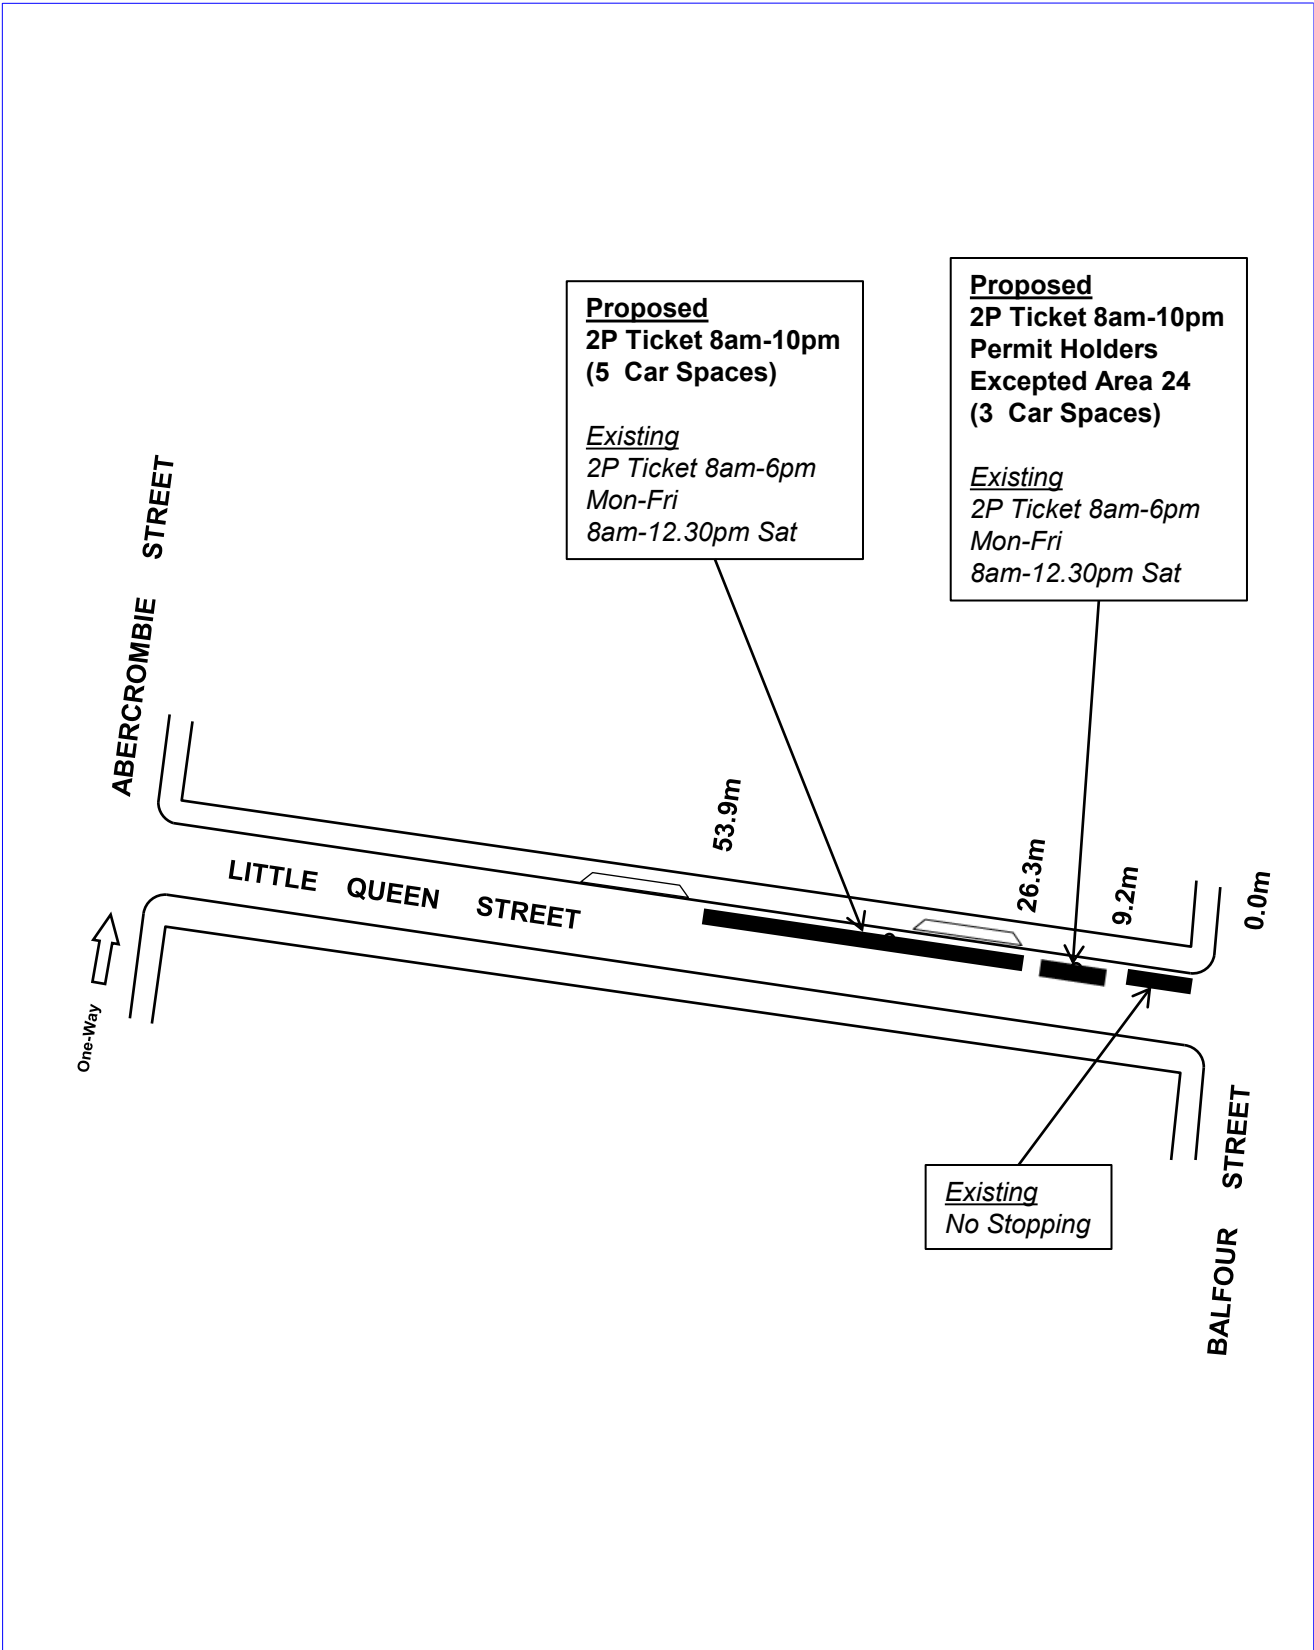 Proposed
2P Ticket 8am-10pm
(5  Car Spaces)
Existing
2P Ticket 8am-6pm
Mon-Fri
8am-12.30pm Sat
Proposed
2P Ticket 8am-10pm
Permit Holders
Excepted Area 24
(3  Car Spaces)
Existing
2P Ticket 8am-6pm
Mon-Fri
8am-12.30pm Sat
ABERCROMBIE STREET
53.9m
26.3m
9.2m
0.0m
LITTLE QUEEN STREET
One-Way
Existing
No Stopping
BALFOUR STREET